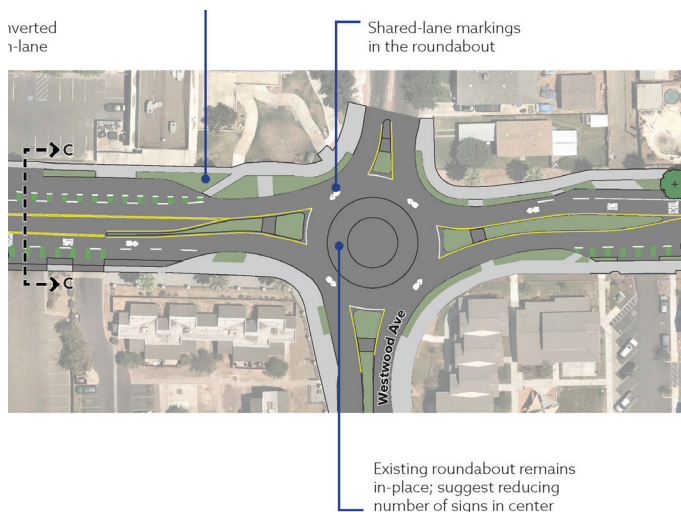 Shared-lane markings
in the roundabout
C
C
Westwood Ave
Existing roundabout remains
in-place; suggest reducing
number of signs in center